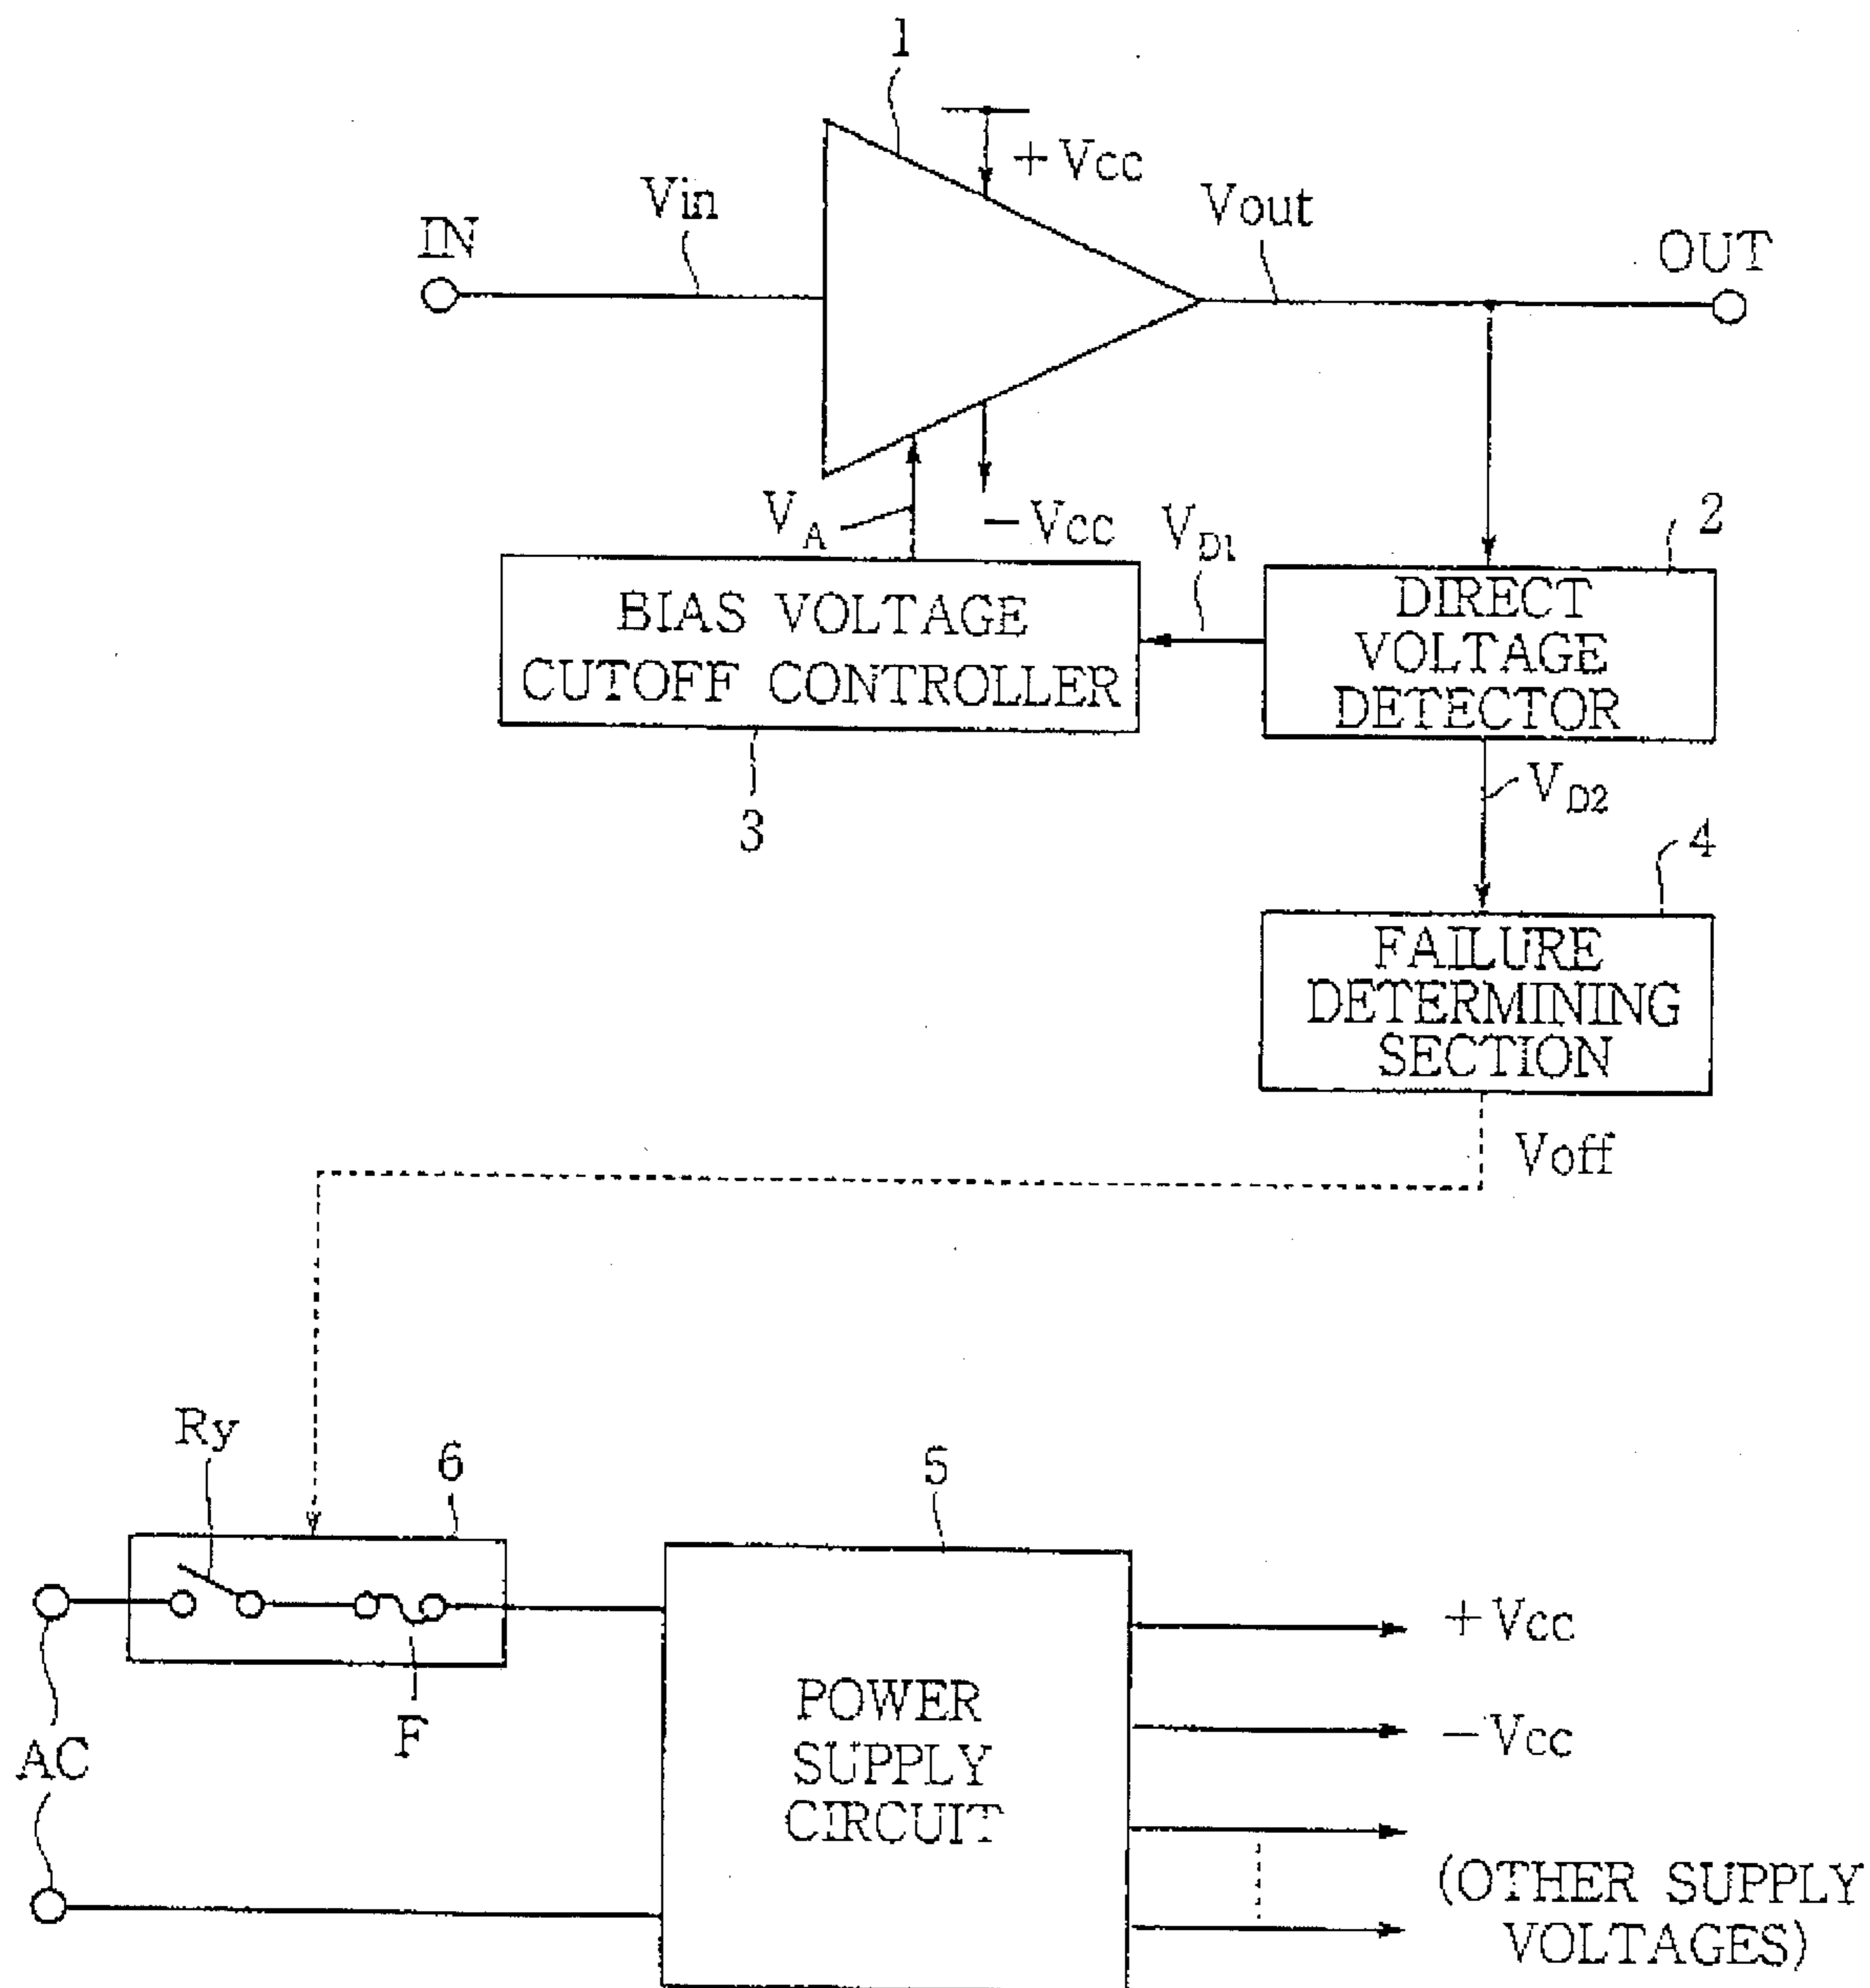 1
+Vcc
Vin
Vout
IN
OUT
VA
-Vcc
VD1
2
BIAS VOLTAGE
CUTOFF CONTROLLER
DIRECT
VOLTAGE
DETECTOR
3
VD2
4
FAILURE
DETERMINING
SECTION
Voff
Ry
6
5
F
AC
POWER
SUPPLY
CIRCUIT
+Vcc
-Vcc
(OTHER SUPPLY
VOLTAGES)